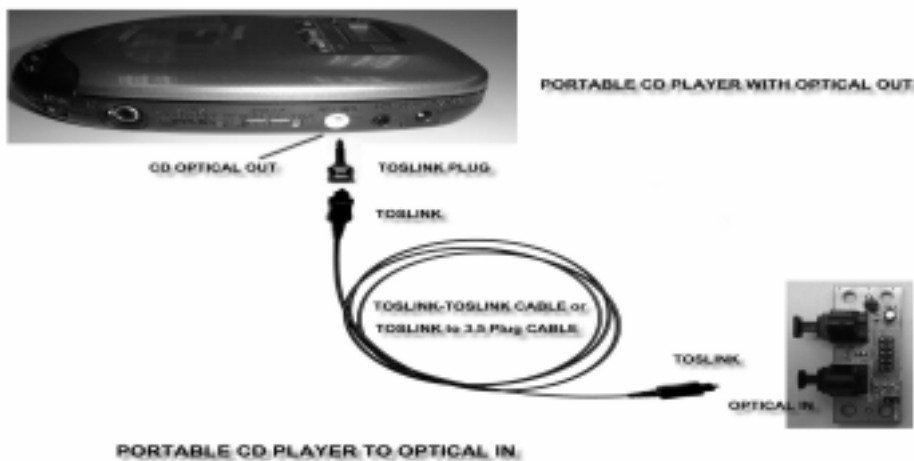 PORTABLE CD PLAYER WITH OPTICAL OUT
CD OPTICAL OUT
TOSLINK PLUG
TOSLINK
TOSLINK-TOSLINK CABLE or
TOSLINK to 3.5 Plug CABLE
TOSLINK
OPTICAL IN
PORTABLE CD PLAYER TO OPTICAL IN